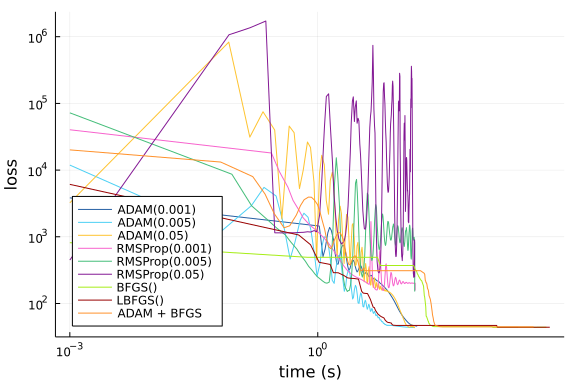 10^6
10^5
10^4
10^3
10^2
loss
ADAM(0.001)
ADAM(0.005)
ADAM(0.05)
RMSProp(0.001)
RMSProp(0.005)
RMSProp(0.05)
BFGS()
LBFGS()
ADAM + BFGS
10^−3
10^0
time (s)